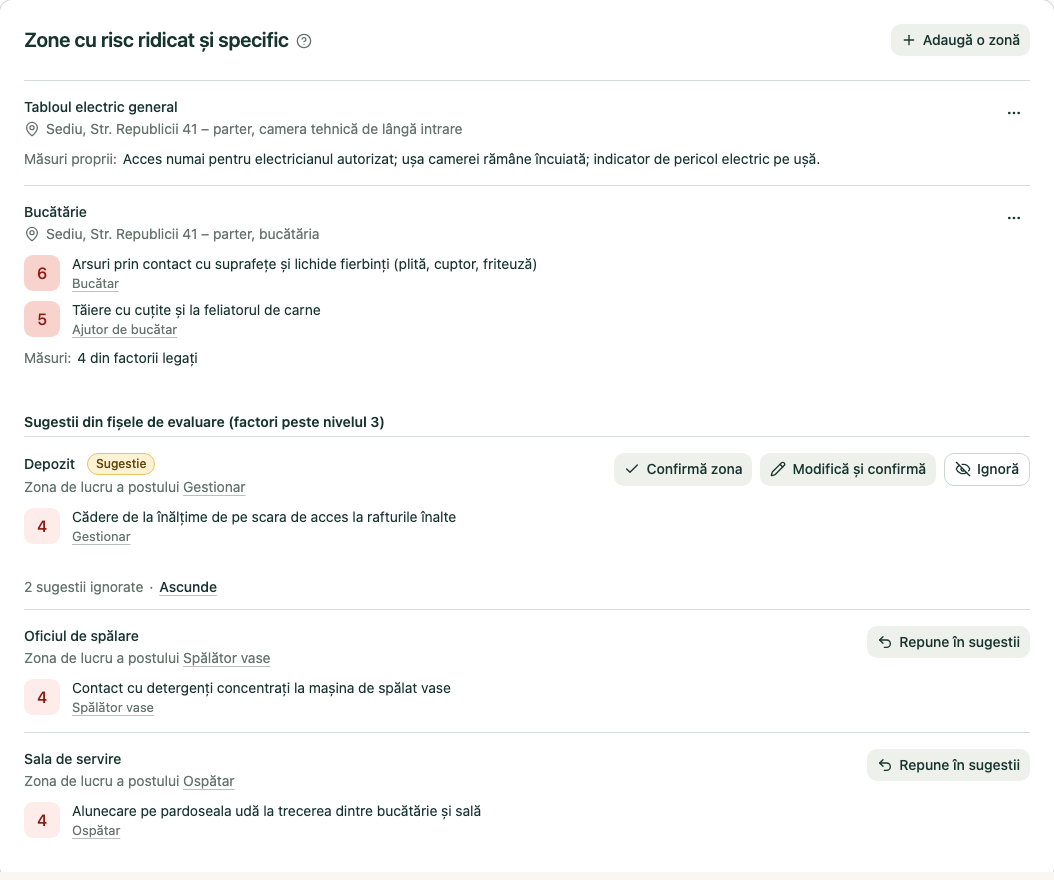 Zone cu risc ridicat și specific
Adaugă o zonă
Tabloul electric general
Sediu, Str. Republicii 41 – parter, camera tehnică de lângă intrare
Măsuri proprii: Acces numai pentru electricianul autorizat; ușa camerei rămâne încuiată; indicator de pericol electric pe ușă.
Bucătărie
Sediu, Str. Republicii 41 – parter, bucătăria
6
Arsuri prin contact cu suprafețe și lichide fierbinți (plită, cuptor, friteuză)
Bucătar
5
Tăiere cu cuțite și la feliatorul de carne
Ajutor de bucătar
Măsuri: 4 din factorii legați
Sugestii din fișele de evaluare (factori peste nivelul 3)
Depozit Sugestie
Confirmă zona
Modifică și confirmă
Ignoră
Zona de lucru a postului Gestionar
4
Cădere de la înălțime de pe scara de acces la rafturile înalte
Gestionar
2 sugestii ignorate · Ascunde
Oficiul de spălare
Repune în sugestii
Zona de lucru a postului Spălător vase
4
Contact cu detergenți concentrați la mașina de spălat vase
Spălător vase
Sala de servire
Repune în sugestii
Zona de lucru a postului Ospătar
4
Alunecare pe pardoseala udă la trecerea dintre bucătărie și sală
Ospătar